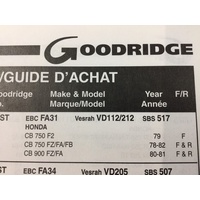 GOODRIDGE
/GUIDE D'ACHAT
oodridge Make & Model Year F/R
o. Marque/Model Année
ST EBC FA31 Vesrah VD112/212 SBS 517
HONDA
CB 750 F2 79 F
CB 750 FZ/FA/FB 78-82 F & R
CB 900 FZ/FA 80-81 F & R
ST EBC FA34 Vesrah VD205 SBS 507